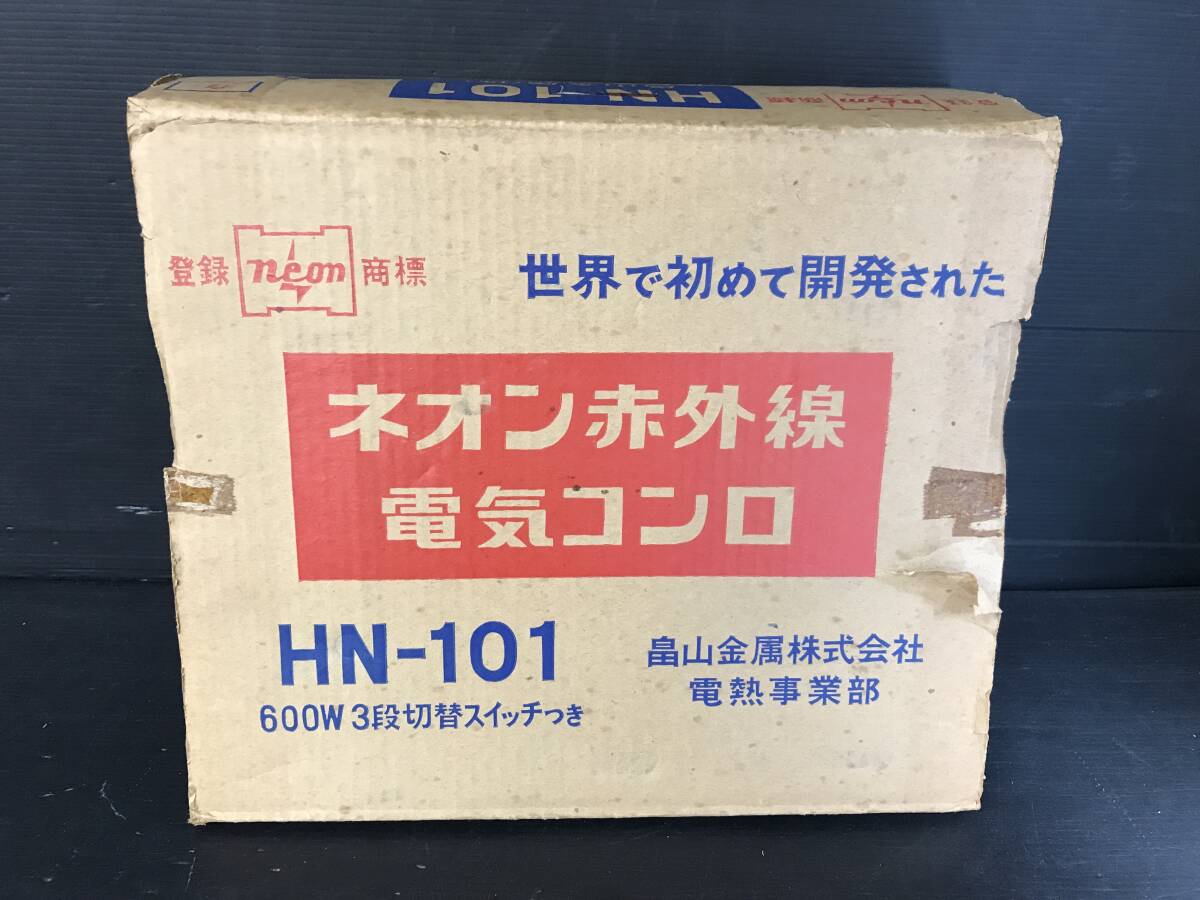 HN-101
登録 neon 商標
世界で初めて開発された
ネオン赤外線
電気コンロ
HN-101
600W 3段切替スイッチつき
畠山金属株式会社
電熱事業部